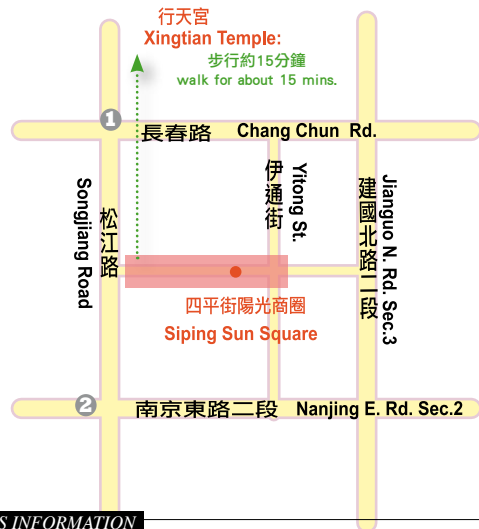 行天宮
Xingtian Temple:
步行約15分鐘
walk for about 15 mins.
1
長春路 Chang Chun Rd.
Songjiang Road
松江路
伊通街
Yitong St.
建國北路二段
Jianguo N. Rd. Sec.3
四平街陽光商圈
Siping Sun Square
2
南京東路二段 Nanjing E. Rd. Sec.2
S INFORMATION